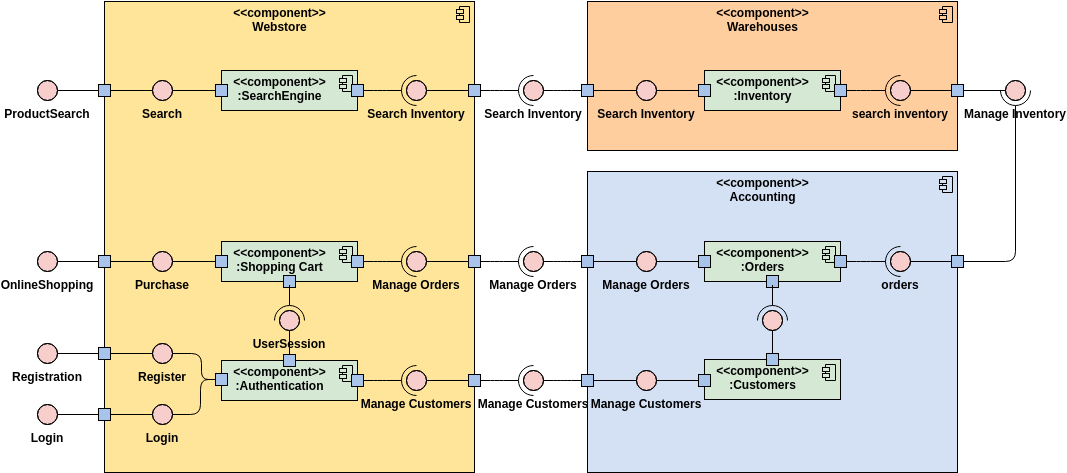 <<component>>
Webstore
<<component>>
Warehouses
<<component>>
:SearchEngine
<<component>>
:Inventory
ProductSearch
Search
Search Inventory
Search Inventory
Search Inventory
search inventory
Manage Inventory
<<component>>
Accounting
<<component>>
:Shopping Cart
<<component>>
:Orders
OnlineShopping
Purchase
Manage Orders
Manage Orders
Manage Orders
orders
UserSession
<<component>>
:Authentication
<<component>>
:Customers
Registration
Register
Manage Customers
Manage Customers
Manage Customers
Login
Login